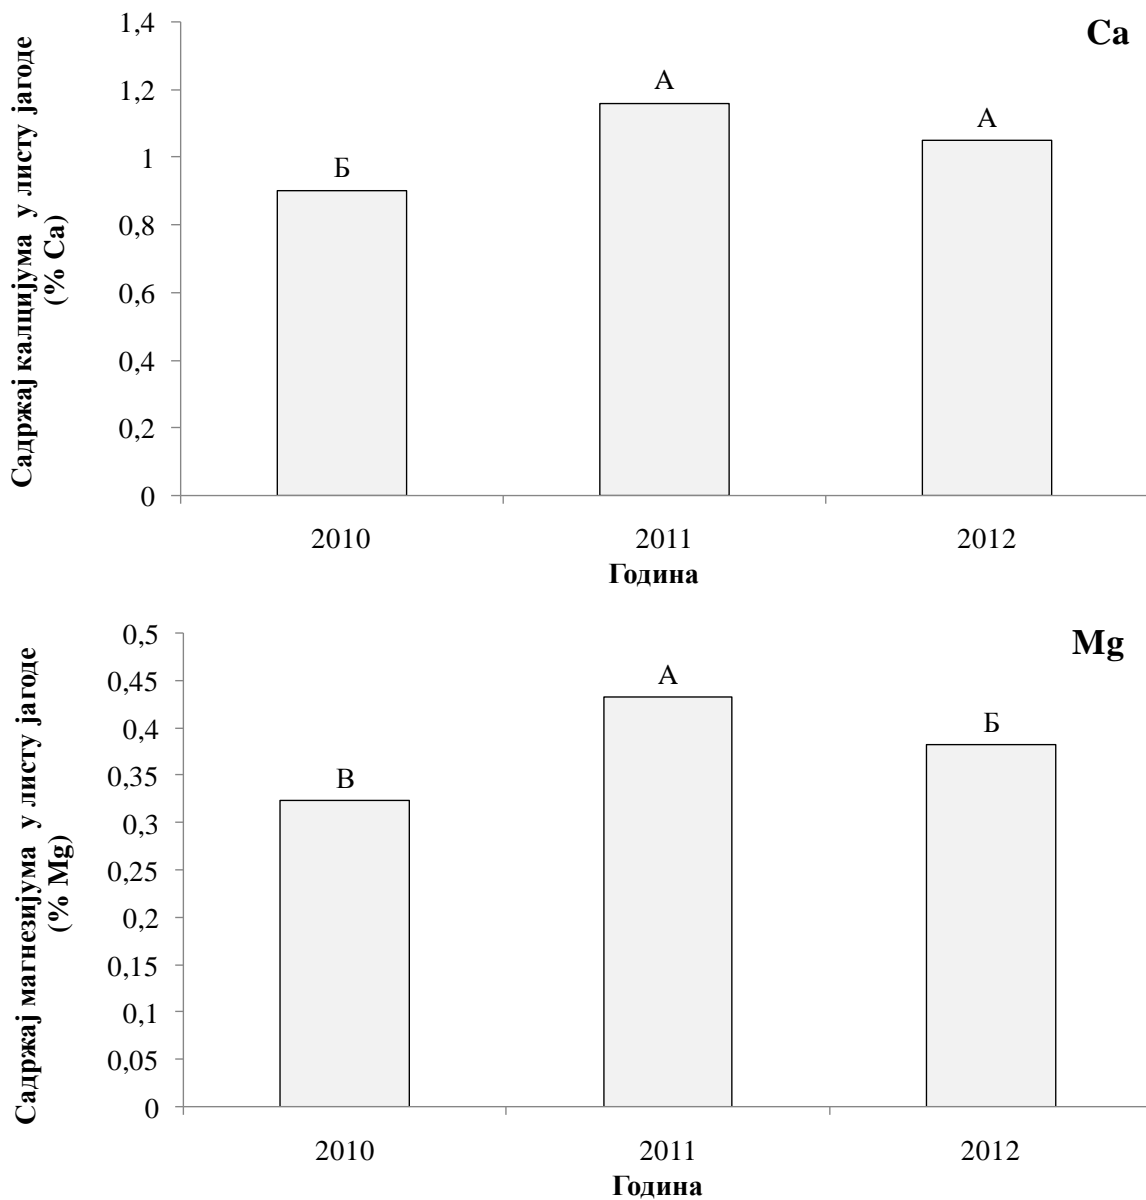 Ca
Садржај калцијума у листу јагоде
(% Ca)
1,4
1,2
1
0,8
0,6
0,4
0,2
0
Б
А
А
2010
2011
2012
Година
Mg
Садржај магнезијума у листу јагоде
(% Mg)
0,5
0,45
0,4
0,35
0,3
0,25
0,2
0,15
0,1
0,05
0
В
А
Б
2010
2011
2012
Година